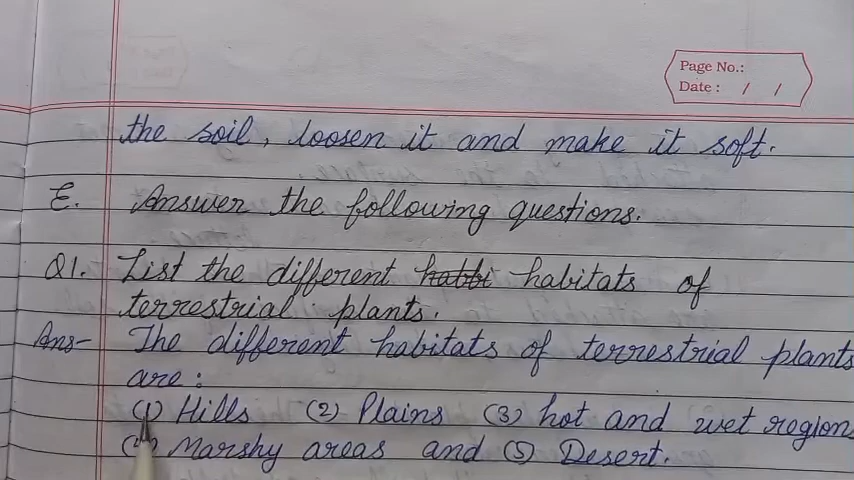 Page No.:
Date : / /
the soil, loosen it and make it soft.
E. Answer the following questions.
Q1. List the different habbi habitats of
terrestrial plants.
Ans- The different habitats of terrestrial plants
are:
(1) Hills (2) Plains (3) hot and wet region
(4) Marshy areas and (5) Desert.